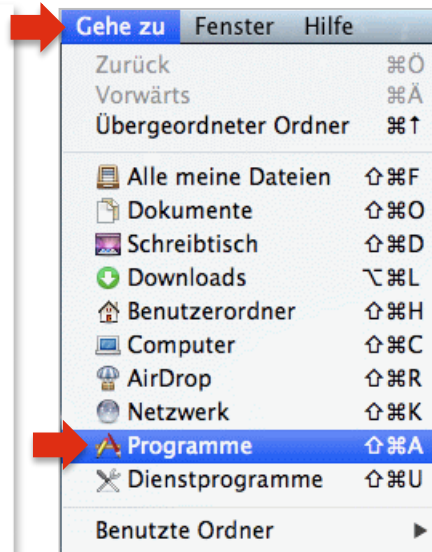 Gehe zu Fenster Hilfe
Zurück ⌘Ö
Vorwärts ⌘Ä
Übergeordneter Ordner ⌘↑
Alle meine Dateien ⇧⌘F
Dokumente ⇧⌘O
Schreibtisch ⇧⌘D
Downloads ⌥⌘L
Benutzerordner ⇧⌘H
Computer ⇧⌘C
AirDrop ⇧⌘R
Netzwerk ⇧⌘K
Programme ⇧⌘A
Dienstprogramme ⇧⌘U
Benutzte Ordner ▶